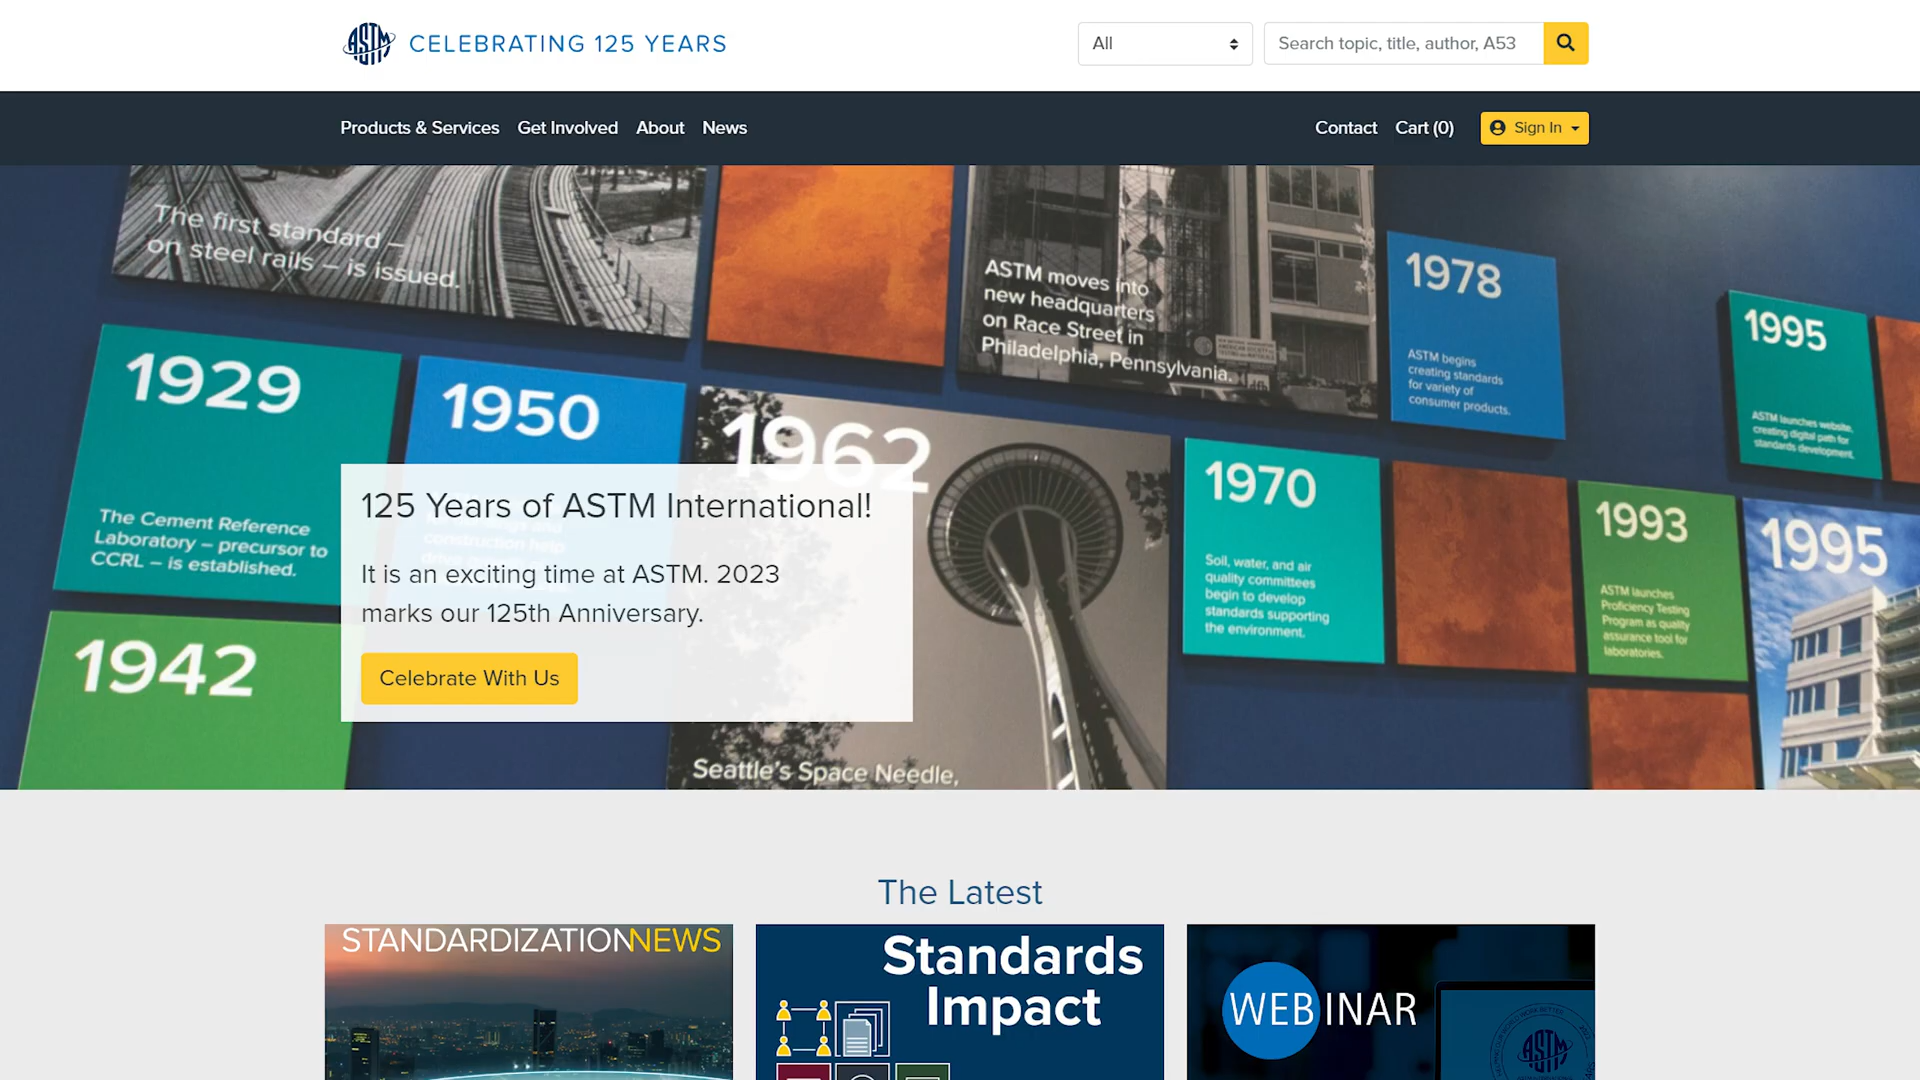 ASTM CELEBRATING 125 YEARS
All
Search topic, title, author, A53
Products & Services
Get Involved
About
News
Contact
Cart (0)
Sign In
The first standard –
on steel rails – is issued.
ASTM moves into
new headquarters
on Race Street in
Philadelphia, Pennsylvania.
1978
ASTM begins
creating standards
for variety of
consumer products.
1995
ASTM launches website,
creating digital path for
standards development.
1929
The Cement Reference
Laboratory – precursor to
CCRL – is established.
1950
construction help
1962
Seattle's Space Needle,
1970
Soil, water, and air
quality committees
begin to develop
standards supporting
the environment.
1993
ASTM launches
Proficiency Testing
Program as quality
assurance tool for
laboratories.
1995
1942
125 Years of ASTM International!
It is an exciting time at ASTM. 2023
marks our 125th Anniversary.
Celebrate With Us
The Latest
STANDARDIZATIONNEWS
Standards
Impact
WEBINAR
ASTM